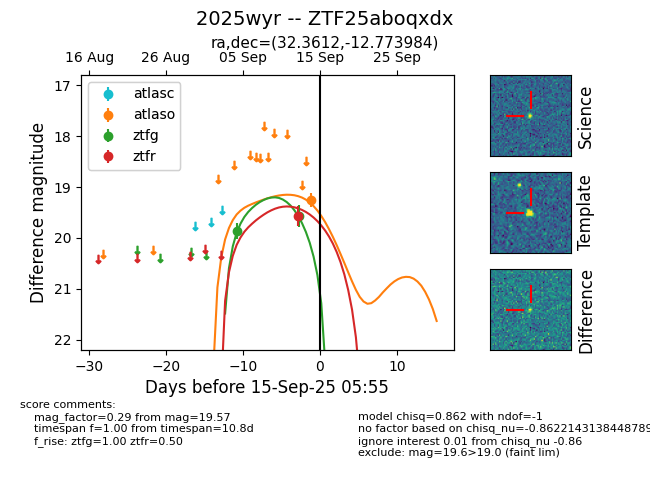 2025wyr -- ZTF25aboqxdx
ra,dec=(32.3612,-12.773984)
16 Aug 26 Aug 05 Sep 15 Sep 25 Sep
atlasc
atlaso
ztfg
ztfr
17
18
19
20
21
22
Difference magnitude
−30 −20 −10 0 10
Days before 15-Sep-25 05:55
Science
Template
Difference
score comments:
mag_factor=0.29 from mag=19.57
timespan f=1.00 from timespan=10.8d
f_rise: ztfg=1.00 ztfr=0.50
model chisq=0.862 with ndof=-1
no factor based on chisq_nu=-0.8622143138448789
ignore interest 0.01 from chisq_nu -0.86
exclude: mag=19.6>19.0 (faint lim)